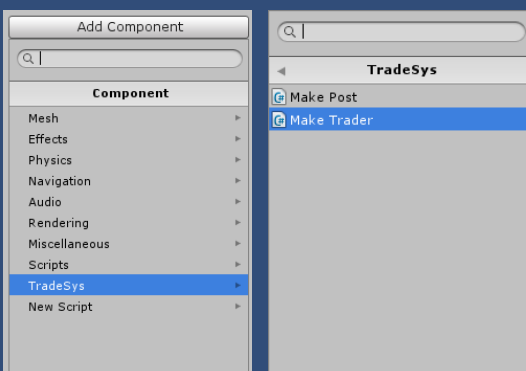 Add Component
Component
Mesh
Effects
Physics
Navigation
Audio
Rendering
Miscellaneous
Scripts
TradeSys
New Script
TradeSys
Make Post
Make Trader